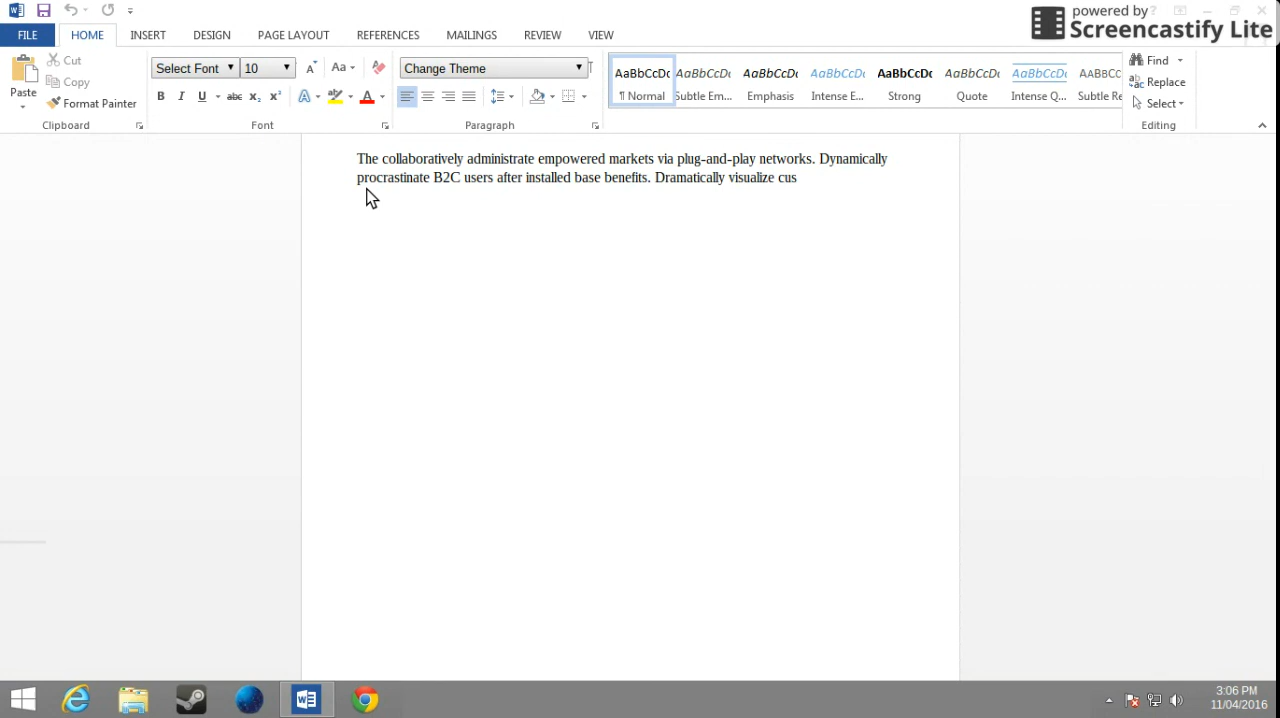 powered by
Screencastify Lite
FILE HOME INSERT DESIGN PAGE LAYOUT REFERENCES MAILINGS REVIEW VIEW
Paste
Cut
Copy
Format Painter
Clipboard
Select Font 10 Aa
B I U abc x₂ x² A A
Font
Change Theme
Paragraph
AaBbCcDc AaBbCcDc AaBbCcDc AaBbCcDc AaBbCcDc AaBbCcDc AaBbCcDc AABBCC
¶ Normal Subtle Em... Emphasis Intense E... Strong Quote Intense Q... Subtle Re
Find
Replace
Select
Editing
The collaboratively administrate empowered markets via plug-and-play networks. Dynamically
procrastinate B2C users after installed base benefits. Dramatically visualize cus
3:06 PM
11/04/2016